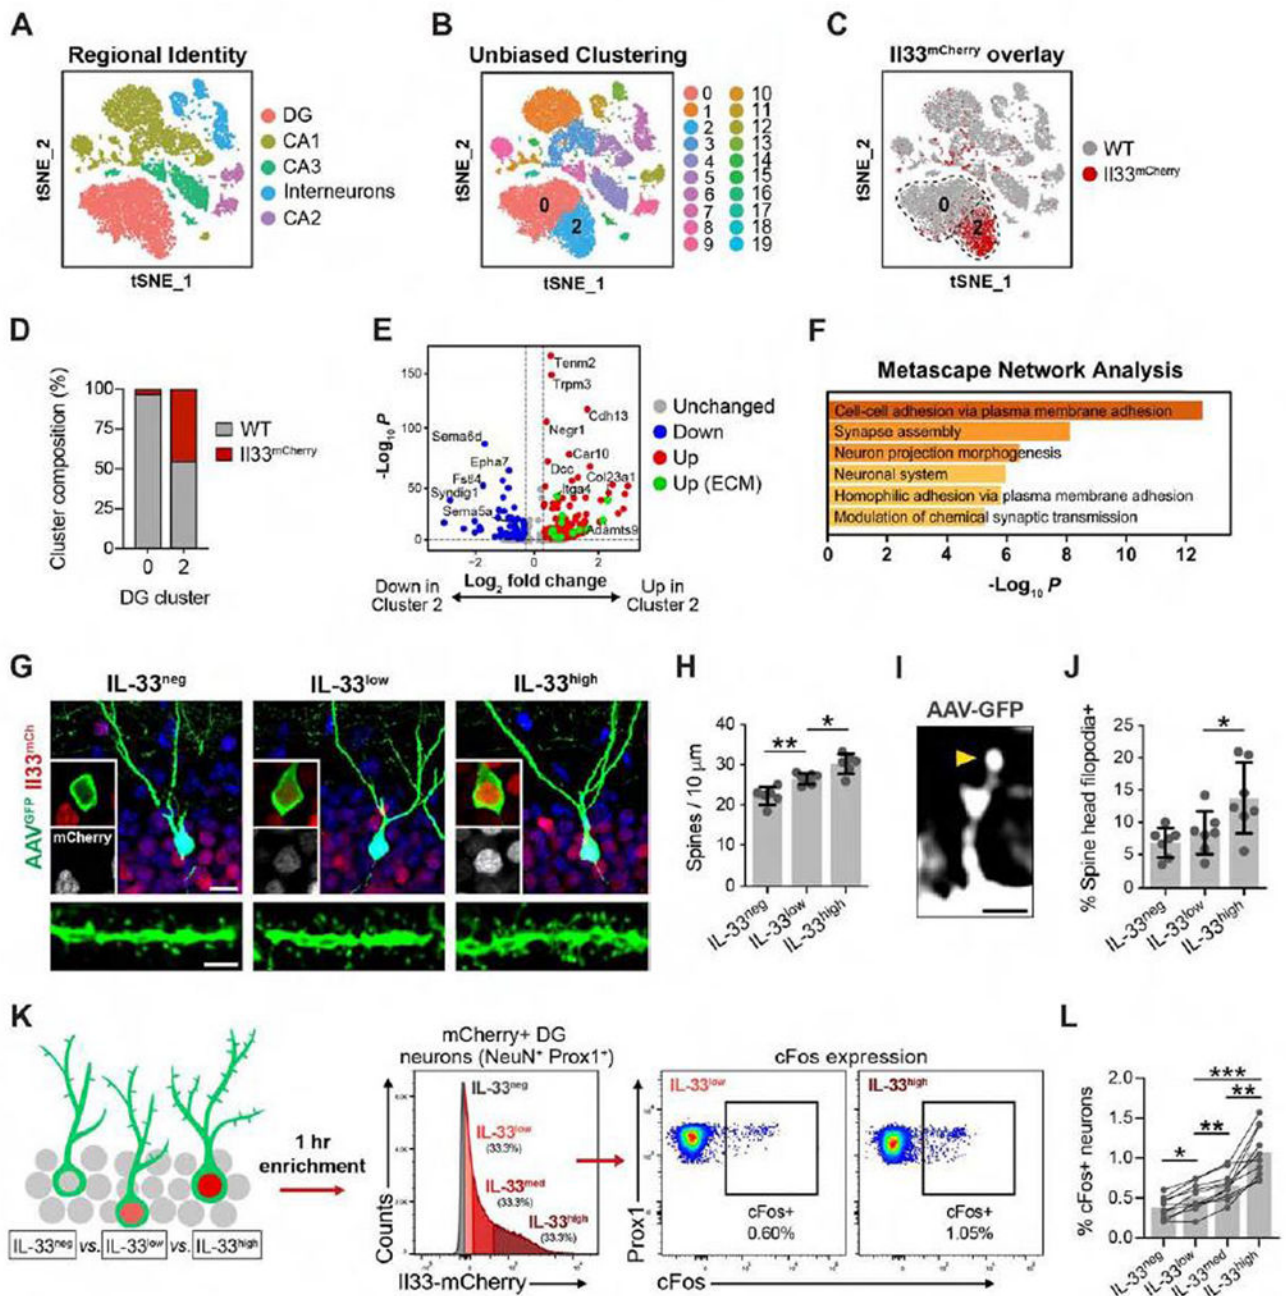 A
Regional Identity
tSNE_2
tSNE_1
DG
CA1
CA3
Interneurons
CA2
B
Unbiased Clustering
tSNE_2
0
2
tSNE_1
0 10
1 11
2 12
3 13
4 14
5 15
6 16
7 17
8 18
9 19
C
Il33mCherry overlay
tSNE_2
0
2
tSNE_1
WT
Il33mCherry
D
Cluster composition (%)
100
75
50
25
0
0 2
DG cluster
WT
Il33mCherry
E
-Log10 P
150
100
50
0
Tenm2
Trpm3
Cdh13
Negr1
Sema6d
Car10
Epha7
Dcc
Fstl4
Col23a1
Syndig1
Itga4
Sema5a
Adamts9
-2 0 2
Log2 fold change
Down in
Cluster 2
Up in
Cluster 2
Unchanged
Down
Up
Up (ECM)
F
Metascape Network Analysis
Cell-cell adhesion via plasma membrane adhesion
Synapse assembly
Neuron projection morphogenesis
Neuronal system
Homophilic adhesion via plasma membrane adhesion
Modulation of chemical synaptic transmission
0 2 4 6 8 10 12
-Log10 P
G
IL-33neg
IL-33low
IL-33high
AAVGFP Il33mCh
mCherry
H
Spines / 10 μm
40
30
20
10
0
**
*
IL-33neg
IL-33low
IL-33high
I
AAV-GFP
J
% Spine head filopodia+
25
20
15
10
5
0
*
IL-33neg
IL-33low
IL-33high
K
IL-33neg vs. IL-33low vs. IL-33high
1 hr
enrichment
mCherry+ DG
neurons (NeuN+ Prox1+)
Counts
IL-33neg
IL-33low
(33.3%)
IL-33med
(33.3%)
IL-33high
(33.3%)
Il33-mCherry
cFos expression
Prox1
IL-33low
cFos+
0.60%
IL-33high
cFos+
1.05%
cFos
L
% cFos+ neurons
2.0
1.5
1.0
0.5
0.0
***
**
**
*
IL-33neg
IL-33low
IL-33med
IL-33high